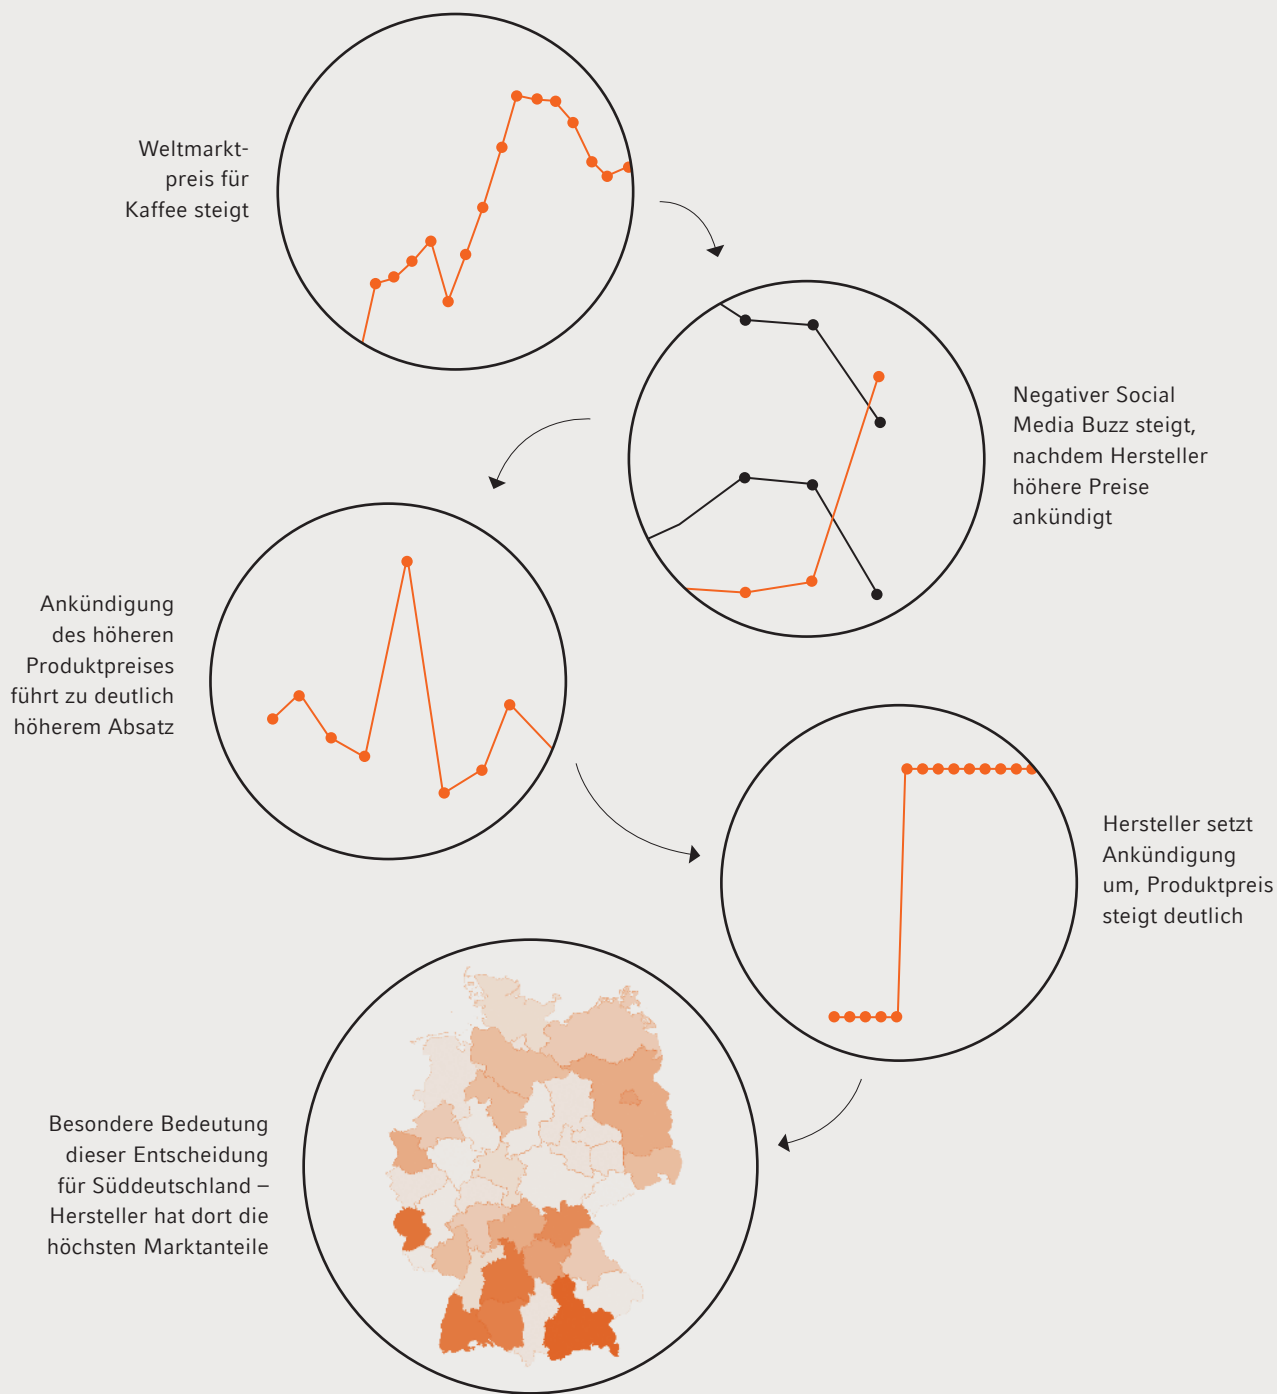 Weltmarkt-
preis für
Kaffee steigt
Negativer Social
Media Buzz steigt,
nachdem Hersteller
höhere Preise
ankündigt
Ankündigung
des höheren
Produktpreises
führt zu deutlich
höherem Absatz
Hersteller setzt
Ankündigung
um, Produktpreis
steigt deutlich
Besondere Bedeutung
dieser Entscheidung
für Süddeutschland –
Hersteller hat dort die
höchsten Marktanteile